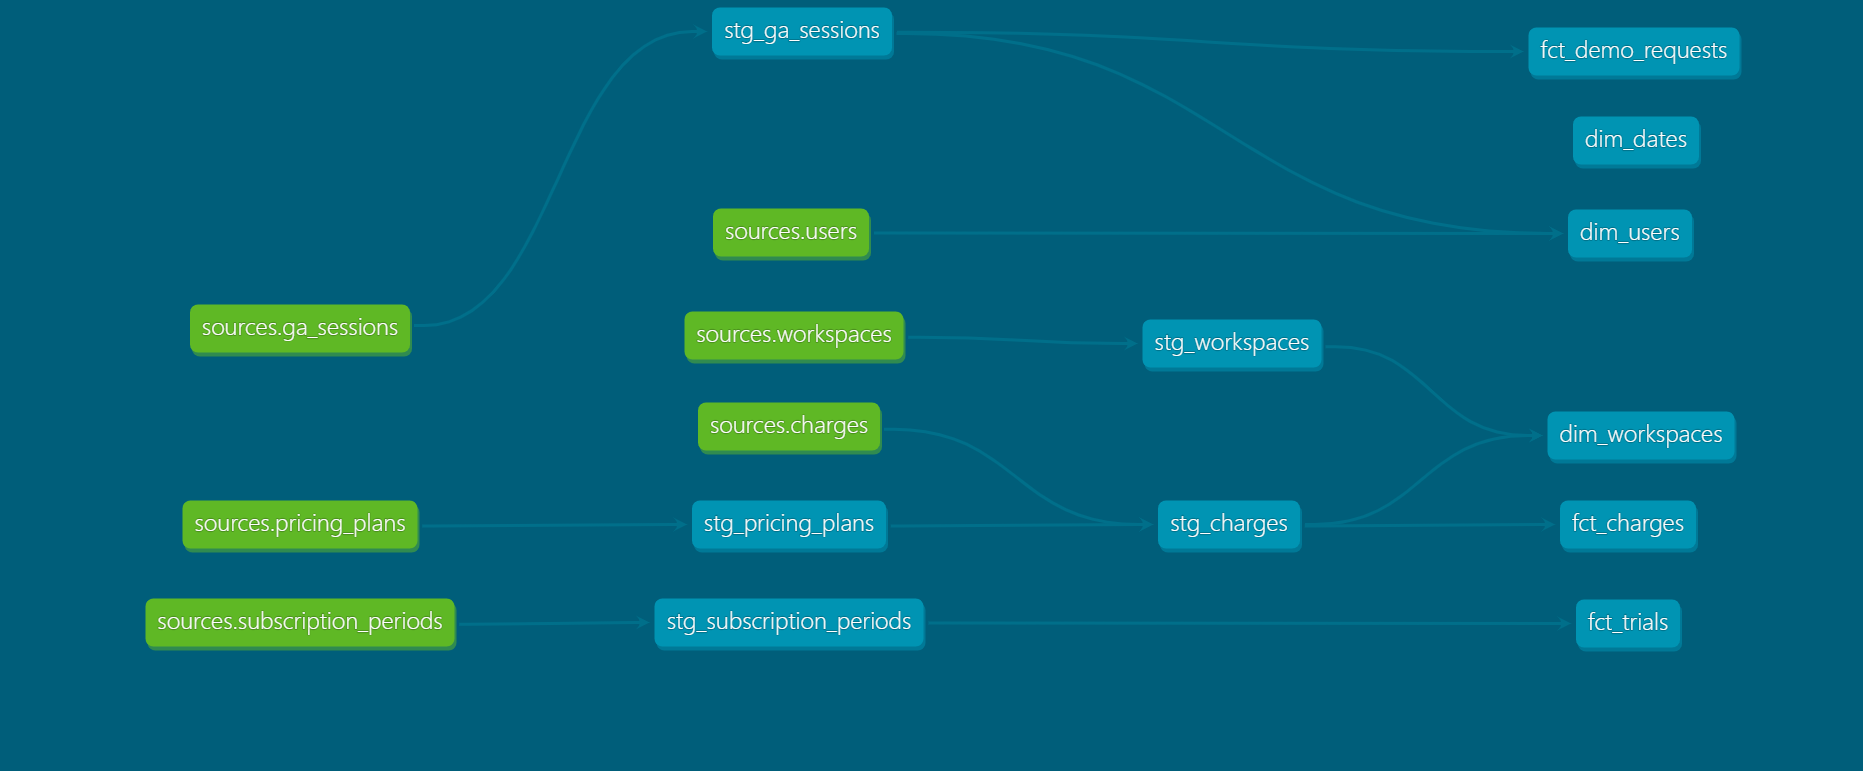 stg_ga_sessions
fct_demo_requests
dim_dates
sources.users
dim_users
sources.ga_sessions
sources.workspaces
stg_workspaces
sources.charges
dim_workspaces
sources.pricing_plans
stg_pricing_plans
stg_charges
fct_charges
sources.subscription_periods
stg_subscription_periods
fct_trials